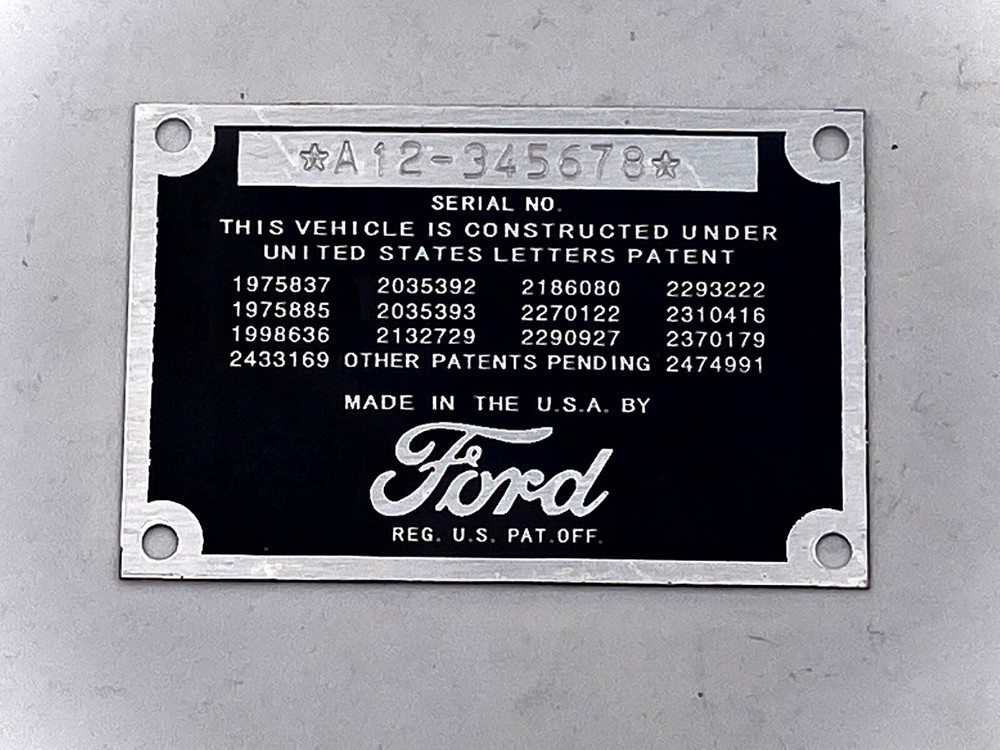 ☆A12-345678☆
SERIAL NO.
THIS VEHICLE IS CONSTRUCTED UNDER
UNITED STATES LETTERS PATENT
1975837 2035392 2186080 2293222
1975885 2035393 2270122 2310416
1998636 2132729 2290927 2370179
2433169 OTHER PATENTS PENDING 2474991
MADE IN THE U.S.A. BY
Ford
REG. U.S. PAT.OFF.